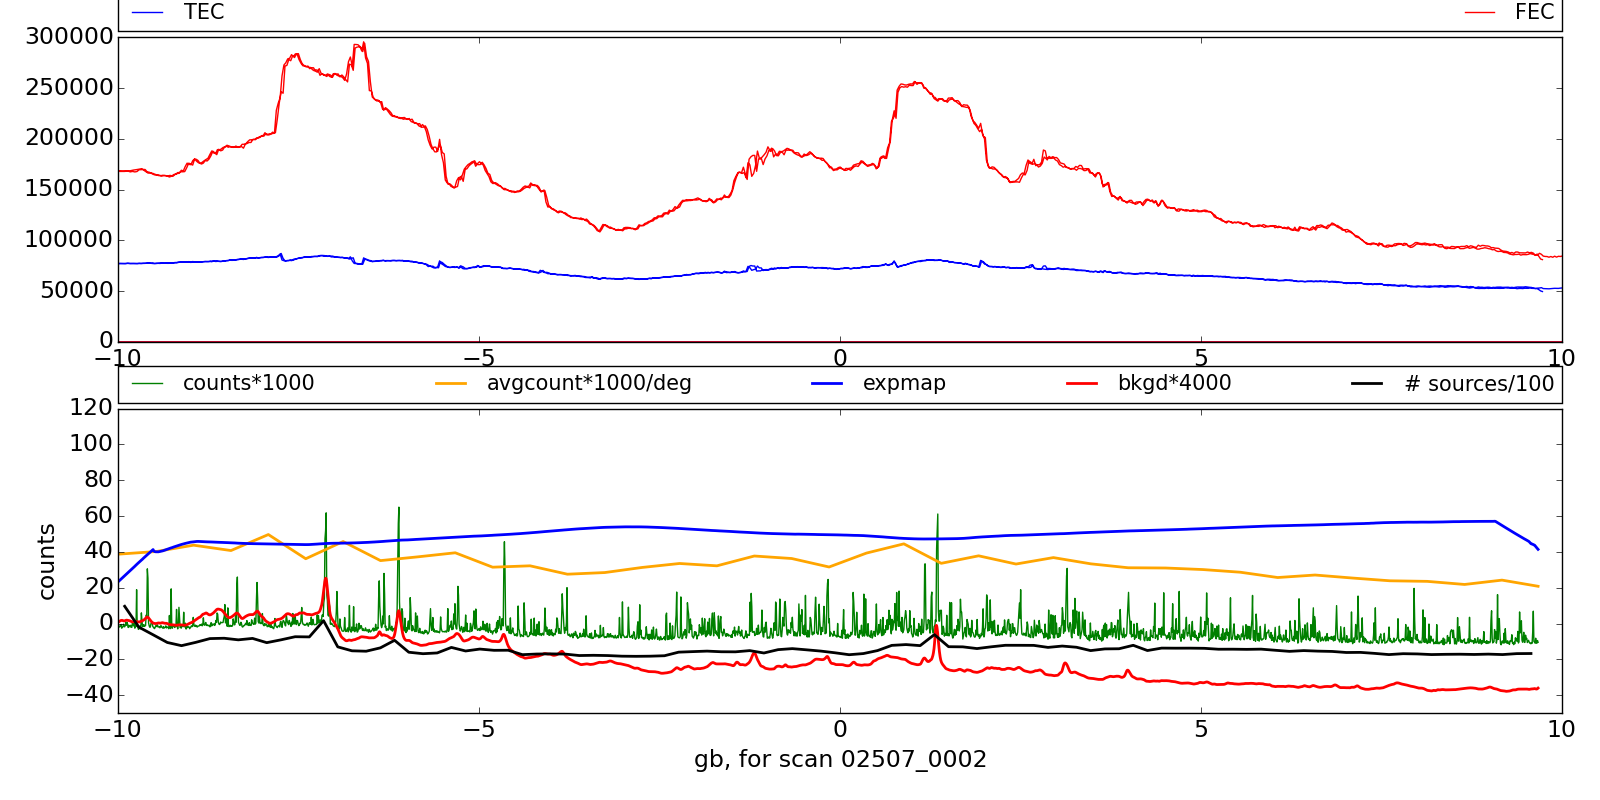 TEC FEC
300000
250000
200000
150000
100000
50000
0
−10 −5 0 5 10
counts*1000 avgcount*1000/deg expmap bkgd*4000 # sources/100
120
100
80
60
40
20
0
−20
−40
counts
−10 −5 0 5 10
gb, for scan 02507_0002